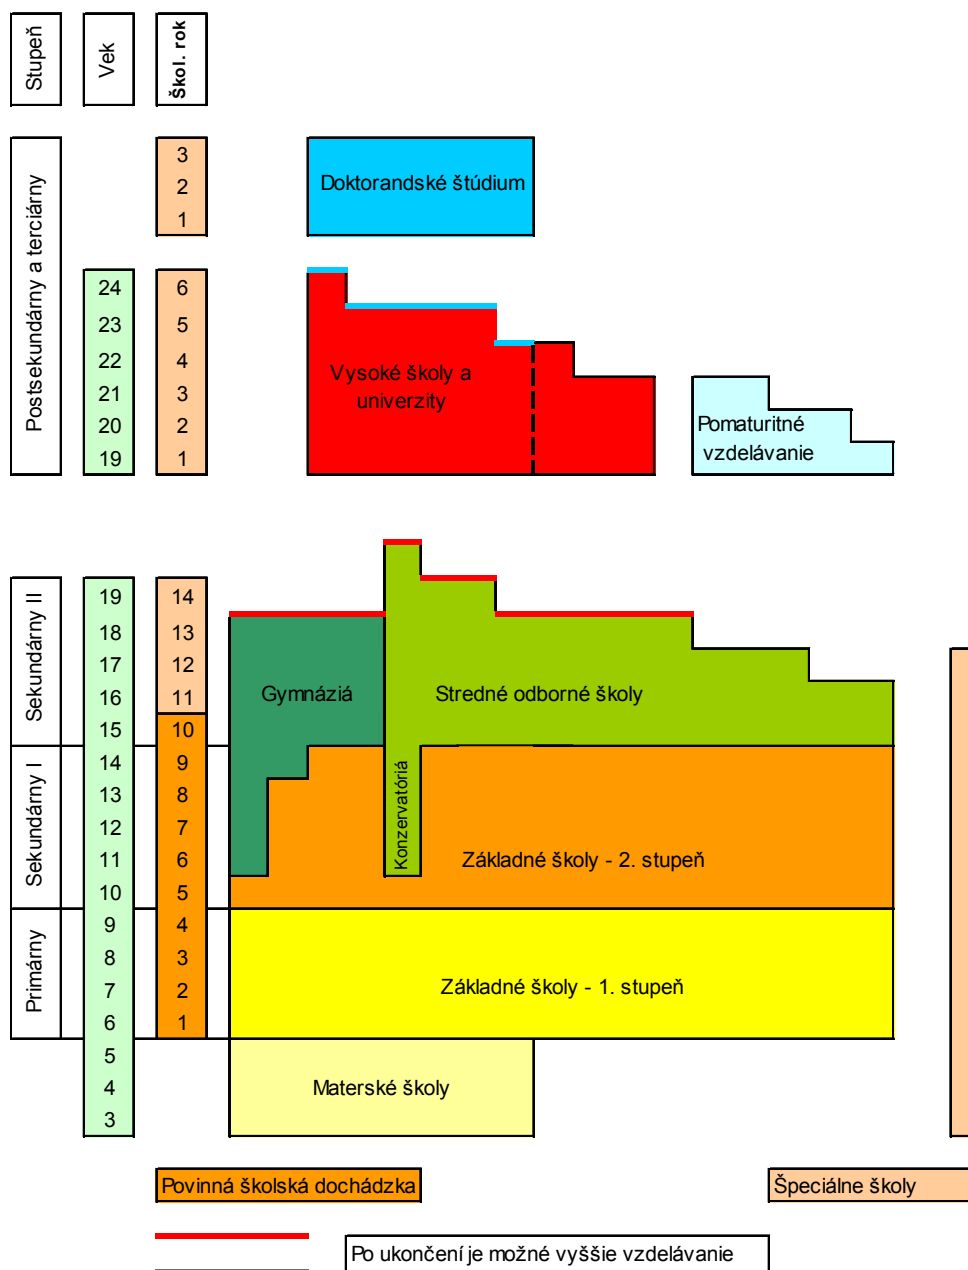 Stupeň
Vek
Škol. rok
Postsekundárny a terciárny
3
2
1
Doktorandské štúdium
24 6
23 5
22 4
21 3
20 2
19 1
Vysoké školy a
univerzity
Pomaturitné
vzdelávanie
Sekundárny II
19 14
18 13
17 12
16 11
15 10
Gymnáziá
Stredné odborné školy
Sekundárny I
14 9
13 8
12 7
11 6
10 5
Konzervatóriá
Základné školy - 2. stupeň
Primárny
9 4
8 3
7 2
6 1
Základné školy - 1. stupeň
5
4
3
Materské školy
Povinná školská dochádzka
Špeciálne školy
Po ukončení je možné vyššie vzdelávanie